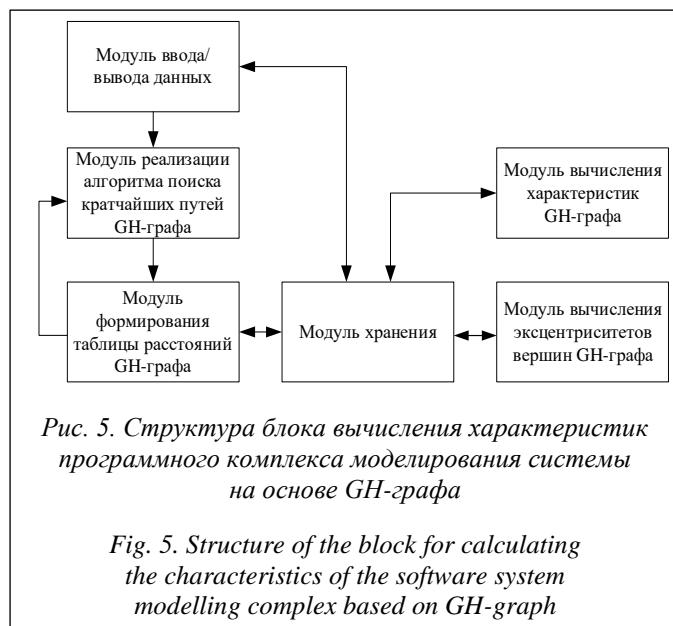 Модуль ввода/
вывода данных
Модуль реализации
алгоритма поиска
кратчайших путей
GH-графа
Модуль вычисления
характеристик
GH-графа
Модуль
формирования
таблицы расстояний
GH-графа
Модуль хранения
Модуль вычисления
эксцентриситетов
вершин GH-графа
Рис. 5. Структура блока вычисления характеристик
программного комплекса моделирования системы
на основе GH-графа
Fig. 5. Structure of the block for calculating
the characteristics of the software system
modelling complex based on GH-graph